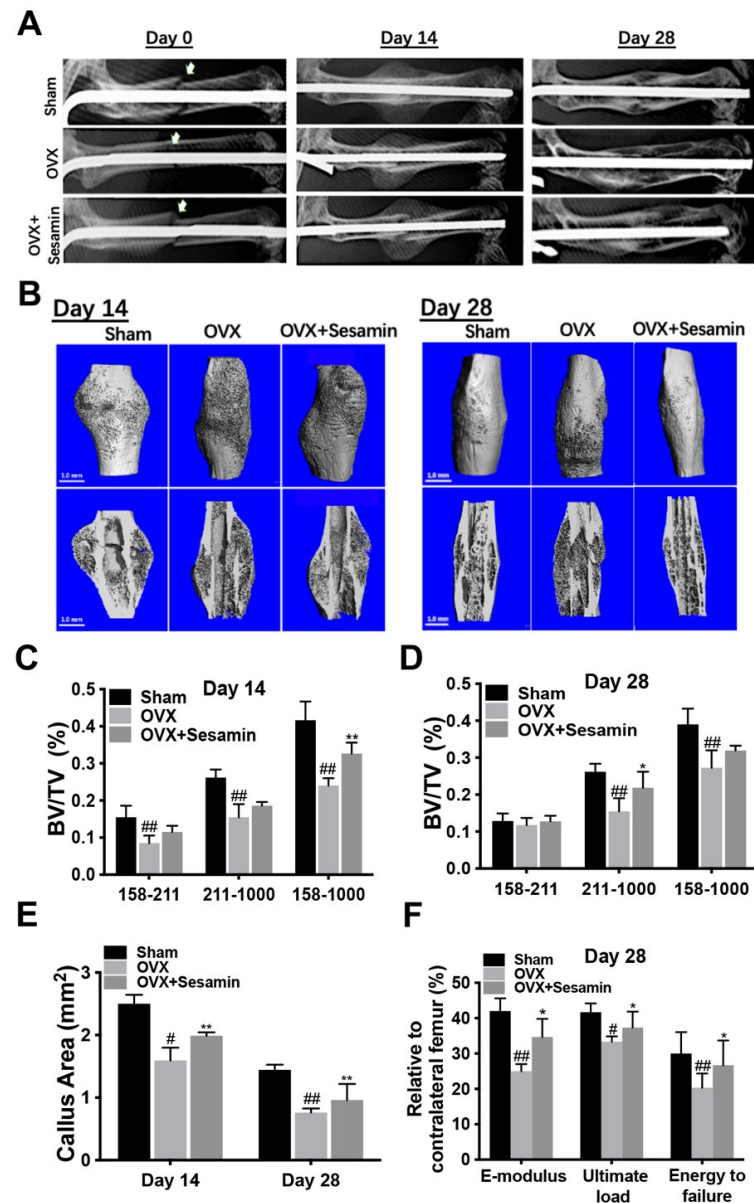 A
Day 0 Day 14 Day 28
Sham
OVX
OVX+
Sesamin
B
Day 14
Sham OVX OVX+Sesamin
1.0 mm
1.0 mm
Day 28
Sham OVX OVX+Sesamin
1.0 mm
1.0 mm
C
Day 14
Sham
OVX
OVX+Sesamin
BV/TV (%)
0.5
0.4
0.3
0.2
0.1
0.0
## ## ## **
158-211 211-1000 158-1000
D
Day 28
Sham
OVX
OVX+Sesamin
BV/TV (%)
0.5
0.4
0.3
0.2
0.1
0.0
## * ##
158-211 211-1000 158-1000
E
Sham
OVX
OVX+Sesamin
Callus Area (mm²)
3
2
1
0
# ** ## **
Day 14 Day 28
F
Day 28
Sham
OVX
OVX+Sesamin
Relative to
contralateral femur (%)
50
40
30
20
10
0
## * # * ## *
E-modulus Ultimate
load Energy to
failure